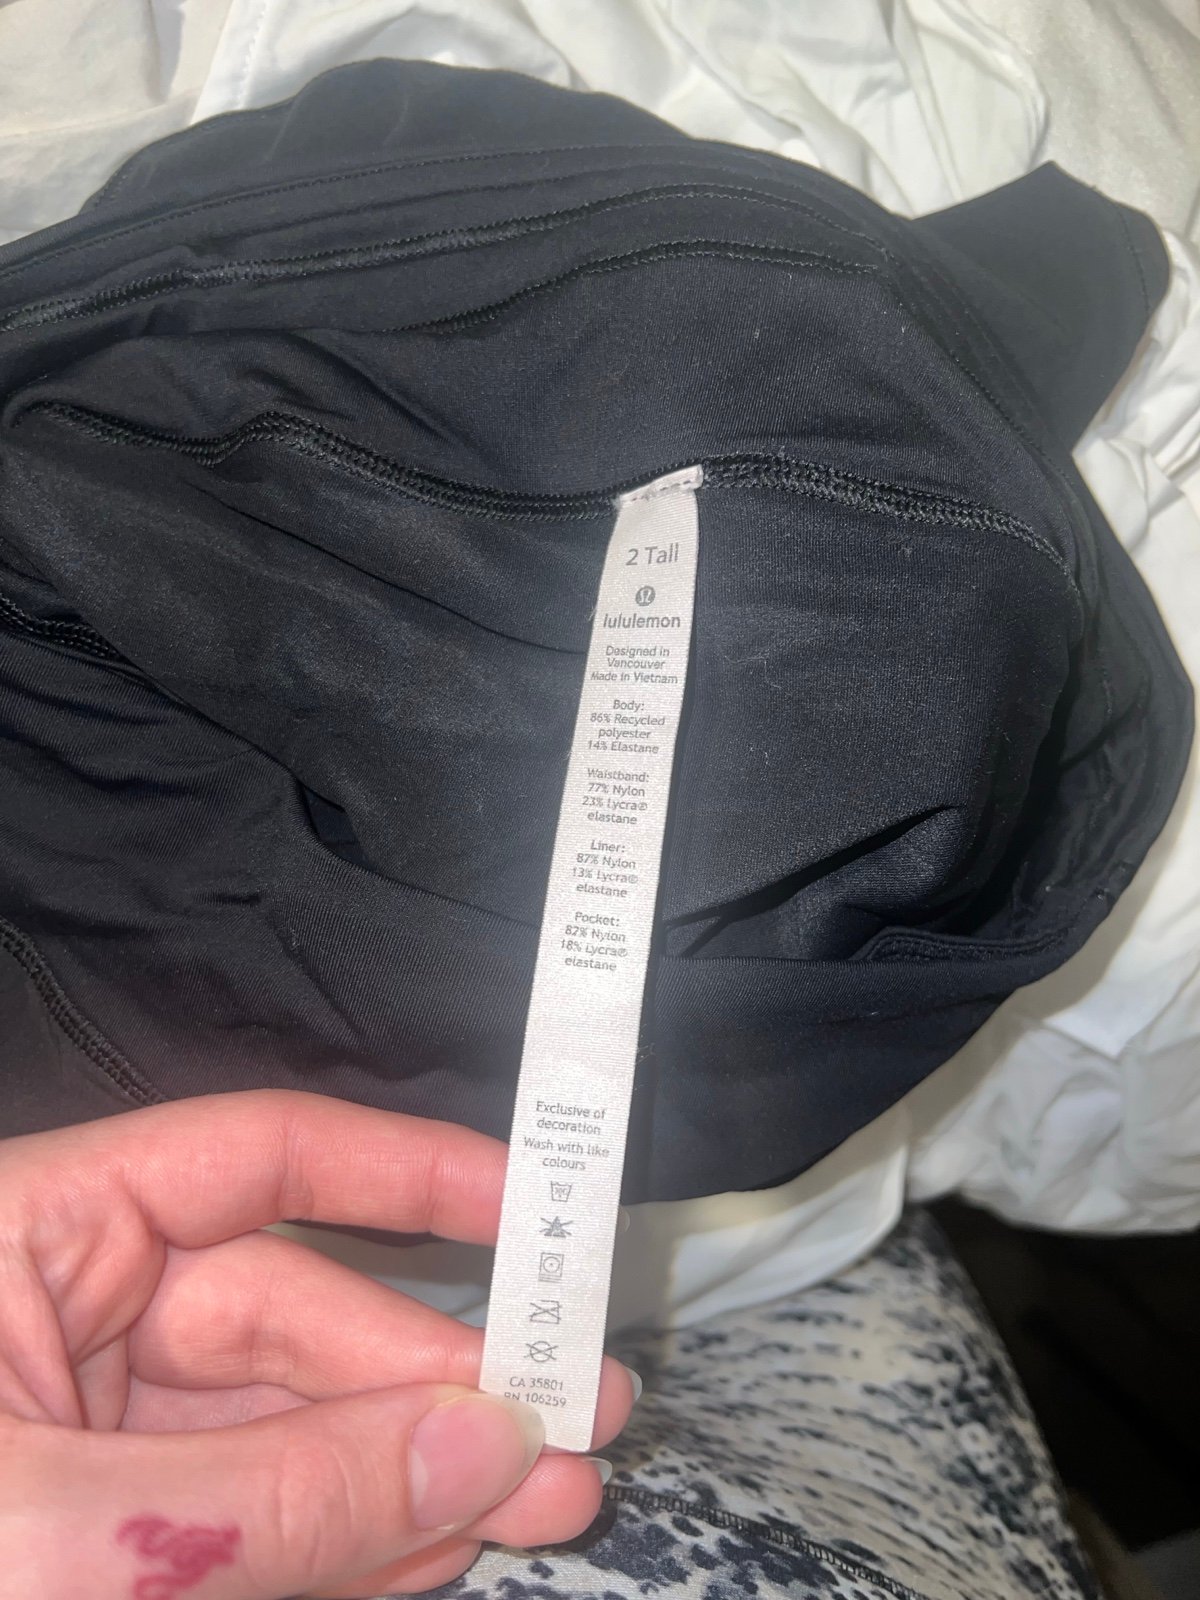 2 Tall
lululemon
Designed in
Vancouver
Made in Vietnam
Body:
86% Recycled
polyester
14% Elastane
Waistband:
77% Nylon
23% Lycra®
elastane
Liner:
87% Nylon
13% Lycra®
elastane
Pocket:
82% Nylon
18% Lycra®
elastane
Exclusive of
decoration
Wash with like
colours
CA 35801
RN 106259